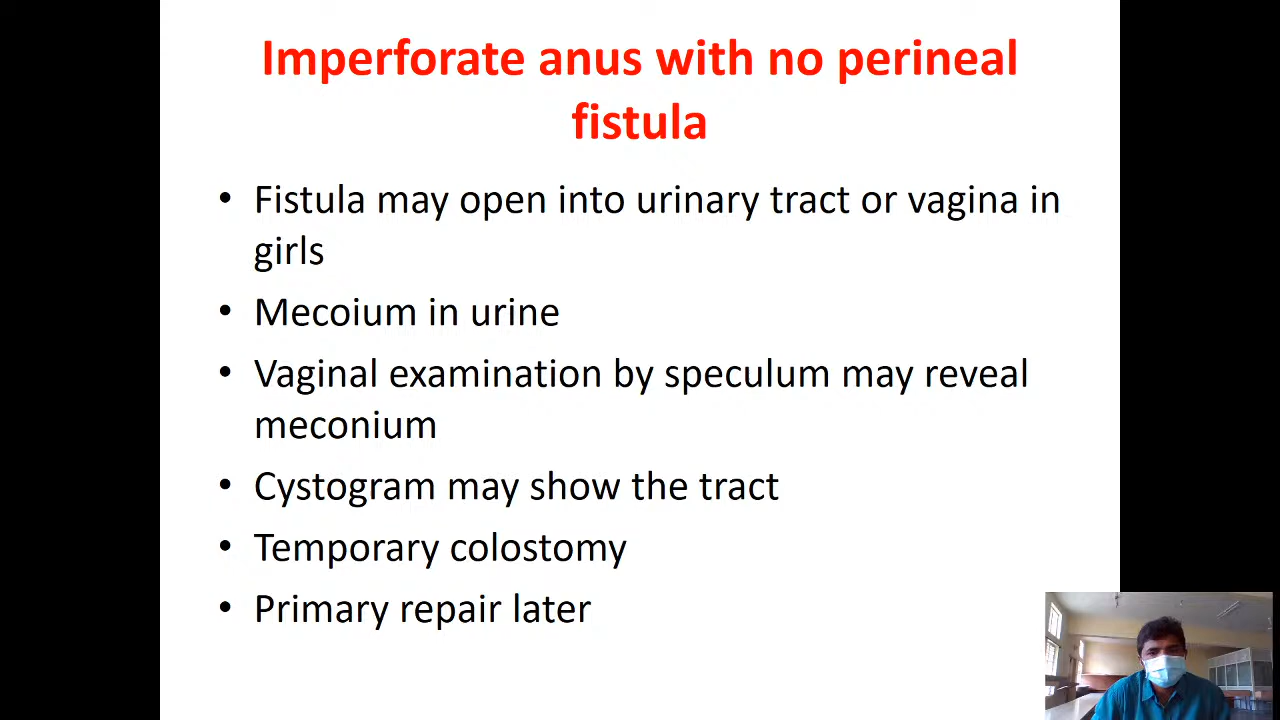 Imperforate anus with no perineal
fistula
• Fistula may open into urinary tract or vagina in
girls
• Mecoium in urine
• Vaginal examination by speculum may reveal
meconium
• Cystogram may show the tract
• Temporary colostomy
• Primary repair later